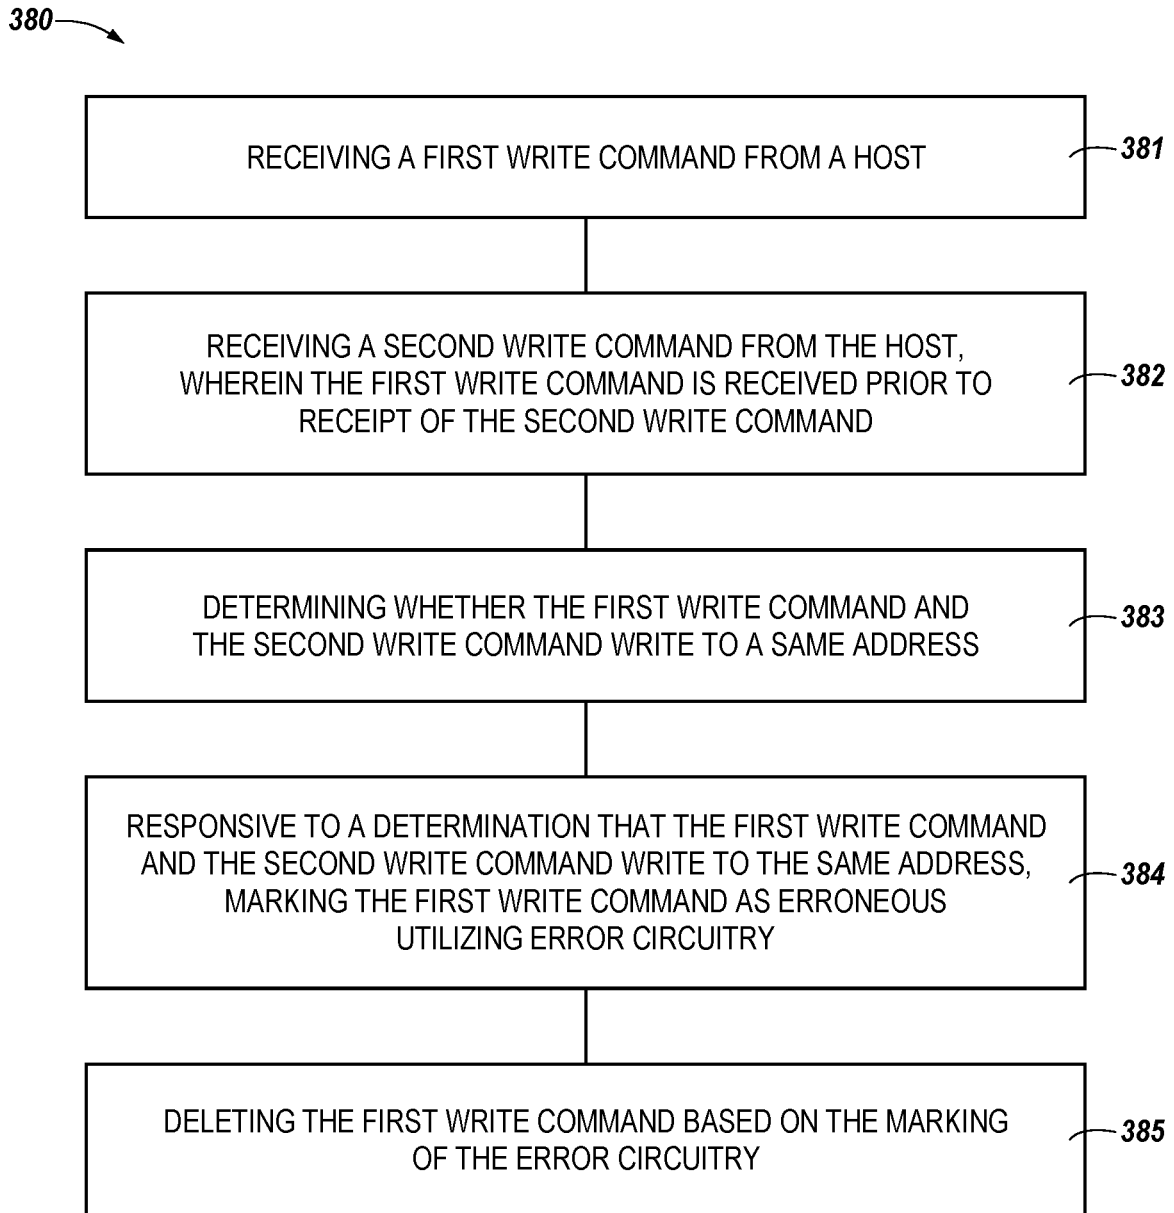 380
RECEIVING A FIRST WRITE COMMAND FROM A HOST
381
RECEIVING A SECOND WRITE COMMAND FROM THE HOST,
WHEREIN THE FIRST WRITE COMMAND IS RECEIVED PRIOR TO
RECEIPT OF THE SECOND WRITE COMMAND
382
DETERMINING WHETHER THE FIRST WRITE COMMAND AND
THE SECOND WRITE COMMAND WRITE TO A SAME ADDRESS
383
RESPONSIVE TO A DETERMINATION THAT THE FIRST WRITE COMMAND
AND THE SECOND WRITE COMMAND WRITE TO THE SAME ADDRESS,
MARKING THE FIRST WRITE COMMAND AS ERRONEOUS
UTILIZING ERROR CIRCUITRY
384
DELETING THE FIRST WRITE COMMAND BASED ON THE MARKING
OF THE ERROR CIRCUITRY
385